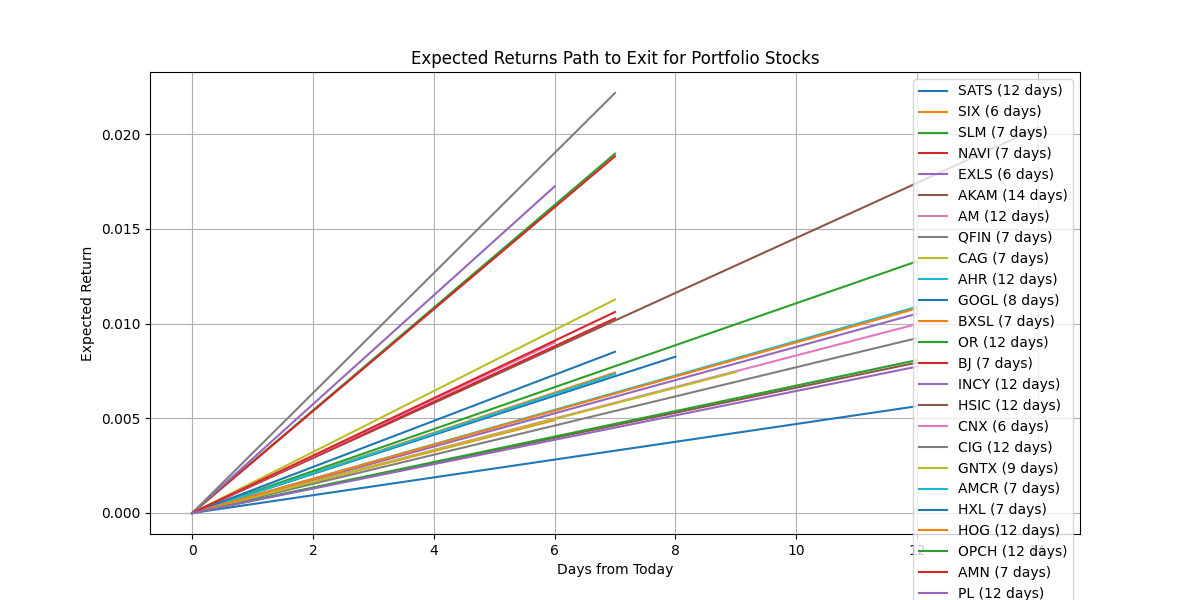 Expected Returns Path to Exit for Portfolio Stocks
Expected Return
0.020
0.015
0.010
0.005
0.000
0
2
4
6
8
10
Days from Today
SATS (12 days)
SIX (6 days)
SLM (7 days)
NAVI (7 days)
EXLS (6 days)
AKAM (14 days)
AM (12 days)
QFIN (7 days)
CAG (7 days)
AHR (12 days)
GOGL (8 days)
BXSL (7 days)
OR (12 days)
BJ (7 days)
INCY (12 days)
HSIC (12 days)
CNX (6 days)
CIG (12 days)
GNTX (9 days)
AMCR (7 days)
HXL (7 days)
HOG (12 days)
OPCH (12 days)
AMN (7 days)
PL (12 days)